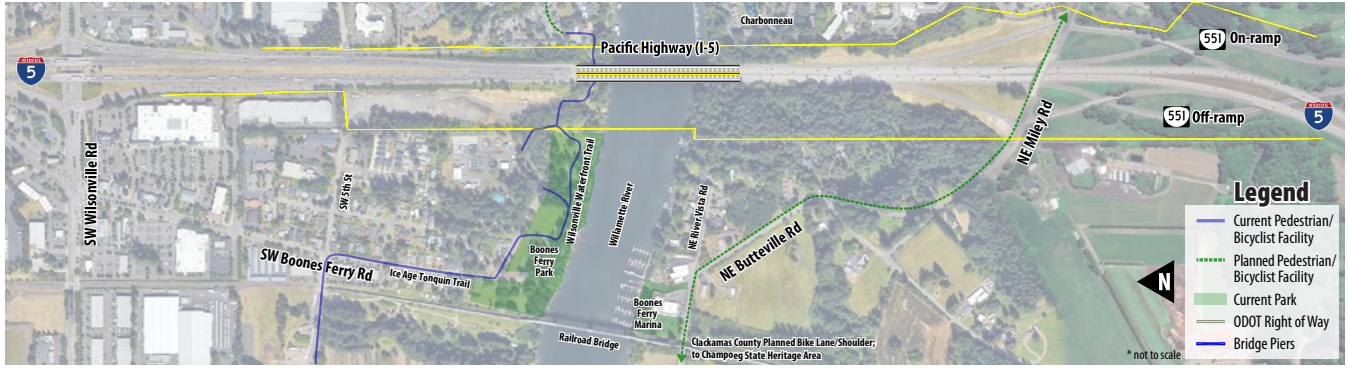 Charbonneau
Pacific Highway (I-5)
551 On-ramp
INTERSTATE
5
551 Off-ramp
INTERSTATE
5
SW Wilsonville Rd
SW 5th St
Wilsonville Waterfront Trail
Willamette River
NE River Vista Rd
NE Miley Rd
NE Butteville Rd
SW Boones Ferry Rd
Ice Age Tonquin Trail
Boones
Ferry
Park
Boones
Ferry
Marina
Railroad Bridge
Clackamas County Planned Bike Lane/Shoulder;
to Champoeg State Heritage Area
N
* not to scale
Legend
Current Pedestrian/
Bicyclist Facility
Planned Pedestrian/
Bicyclist Facility
Current Park
ODOT Right of Way
Bridge Piers